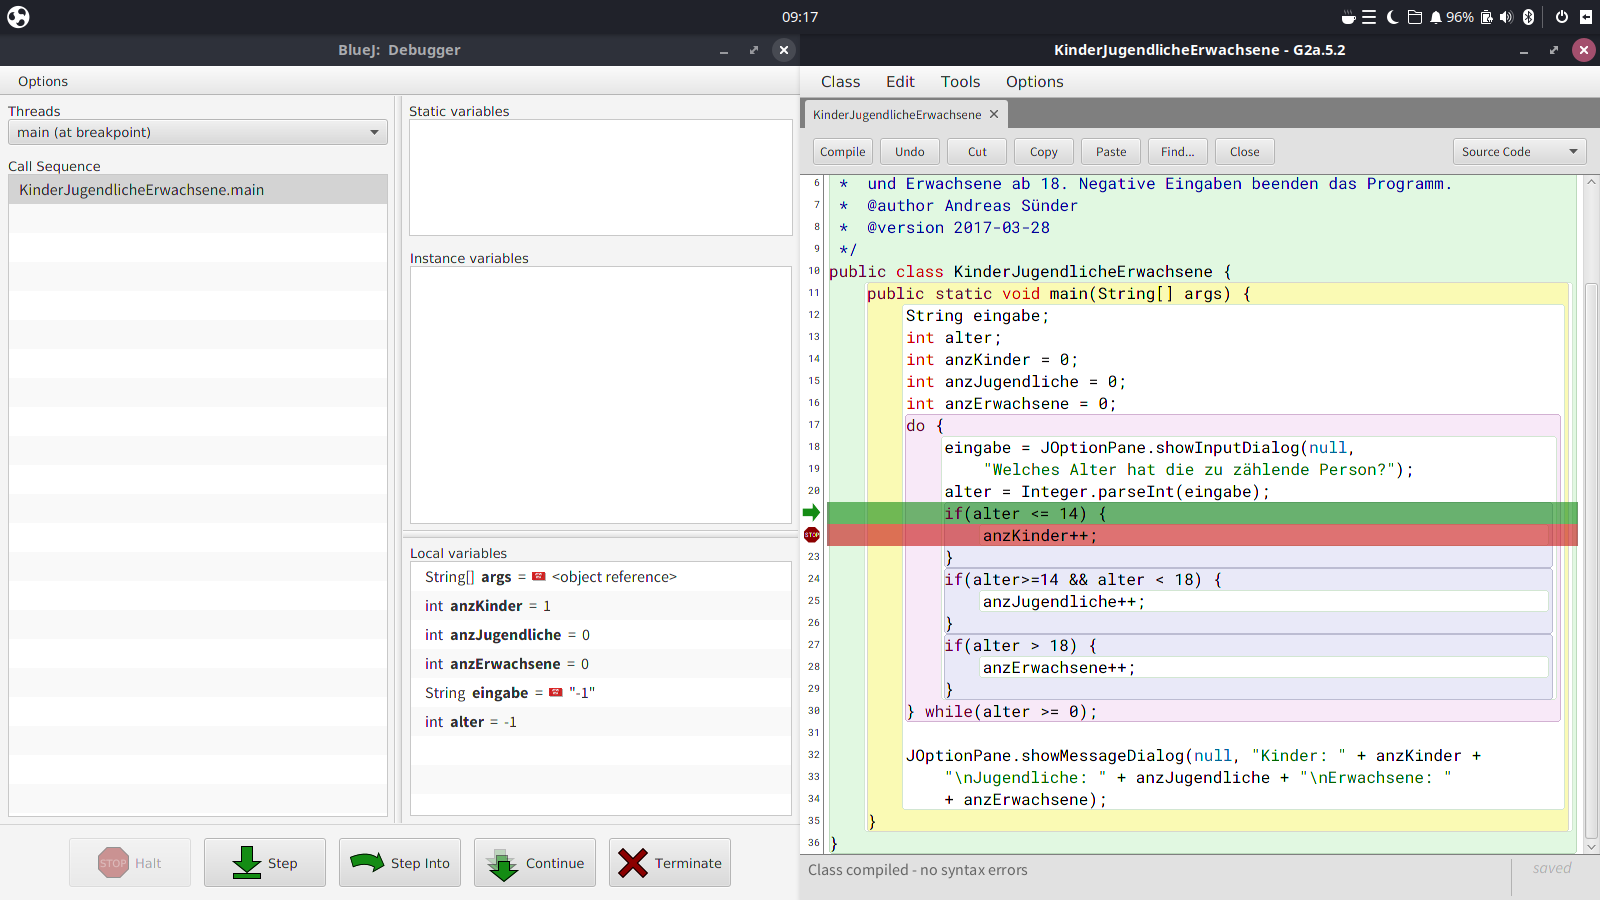 09:17
96%
BlueJ: Debugger
Options
Threads
main (at breakpoint)
Call Sequence
KinderJugendlicheErwachsene.main
Static variables
Instance variables
Local variables
String[] args = <object reference>
int anzKinder = 1
int anzJugendliche = 0
int anzErwachsene = 0
String eingabe = "-1"
int alter = -1
STOP Halt
Step
Step Into
Continue
Terminate
KinderJugendlicheErwachsene - G2a.5.2
Class Edit Tools Options
KinderJugendlicheErwachsene
Compile Undo Cut Copy Paste Find... Close Source Code
6 * und Erwachsene ab 18. Negative Eingaben beenden das Programm.
7 * @author Andreas Sünder
8 * @version 2017-03-28
9 */
10 public class KinderJugendlicheErwachsene {
11 public static void main(String[] args) {
12 String eingabe;
13 int alter;
14 int anzKinder = 0;
15 int anzJugendliche = 0;
16 int anzErwachsene = 0;
17 do {
18 eingabe = JOptionPane.showInputDialog(null,
19 "Welches Alter hat die zu zählende Person?");
20 alter = Integer.parseInt(eingabe);
if(alter <= 14) {
STOP anzKinder++;
23 }
24 if(alter>=14 && alter < 18) {
25 anzJugendliche++;
26 }
27 if(alter > 18) {
28 anzErwachsene++;
29 }
30 } while(alter >= 0);
31
32 JOptionPane.showMessageDialog(null, "Kinder: " + anzKinder +
33 "\nJugendliche: " + anzJugendliche + "\nErwachsene: "
34 + anzErwachsene);
35 }
36 }
Class compiled - no syntax errors
saved